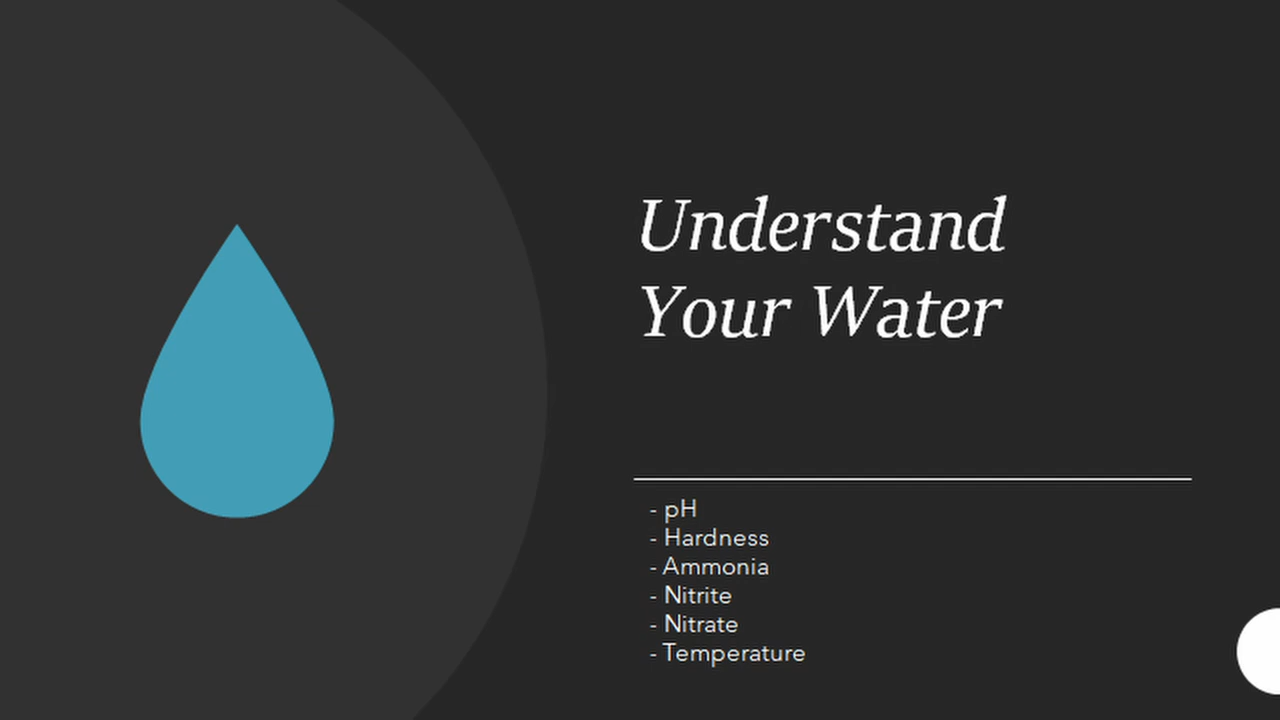 Understand
Your Water
- pH
- Hardness
- Ammonia
- Nitrite
- Nitrate
- Temperature